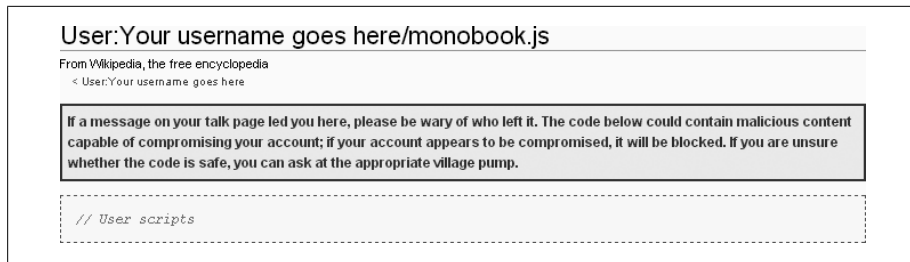 User:Your username goes here/monobook.js
From Wikipedia, the free encyclopedia
< User:Your username goes here
If a message on your talk page led you here, please be wary of who left it. The code below could contain malicious content
capable of compromising your account; if your account appears to be compromised, it will be blocked. If you are unsure
whether the code is safe, you can ask at the appropriate village pump.
// User scripts